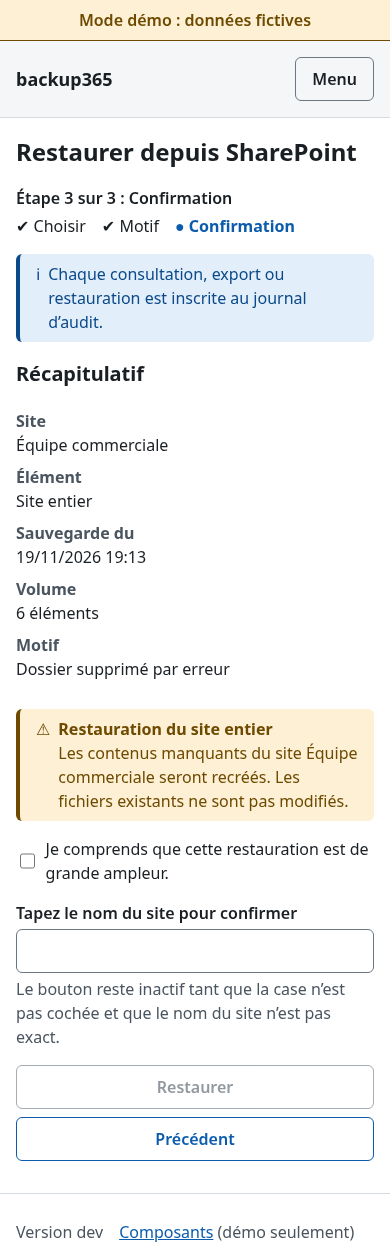 Mode démo : données fictives
backup365
Menu
Restaurer depuis SharePoint
Étape 3 sur 3 : Confirmation
✔ Choisir ✔ Motif ● Confirmation
i Chaque consultation, export ou
restauration est inscrite au journal
d’audit.
Récapitulatif
Site
Équipe commerciale
Élément
Site entier
Sauvegarde du
19/11/2026 19:13
Volume
6 éléments
Motif
Dossier supprimé par erreur
⚠ Restauration du site entier
Les contenus manquants du site Équipe
commerciale seront recréés. Les
fichiers existants ne sont pas modifiés.
Je comprends que cette restauration est de
grande ampleur.
Tapez le nom du site pour confirmer
Le bouton reste inactif tant que la case n’est
pas cochée et que le nom du site n’est pas
exact.
Restaurer
Précédent
Version dev Composants (démo seulement)